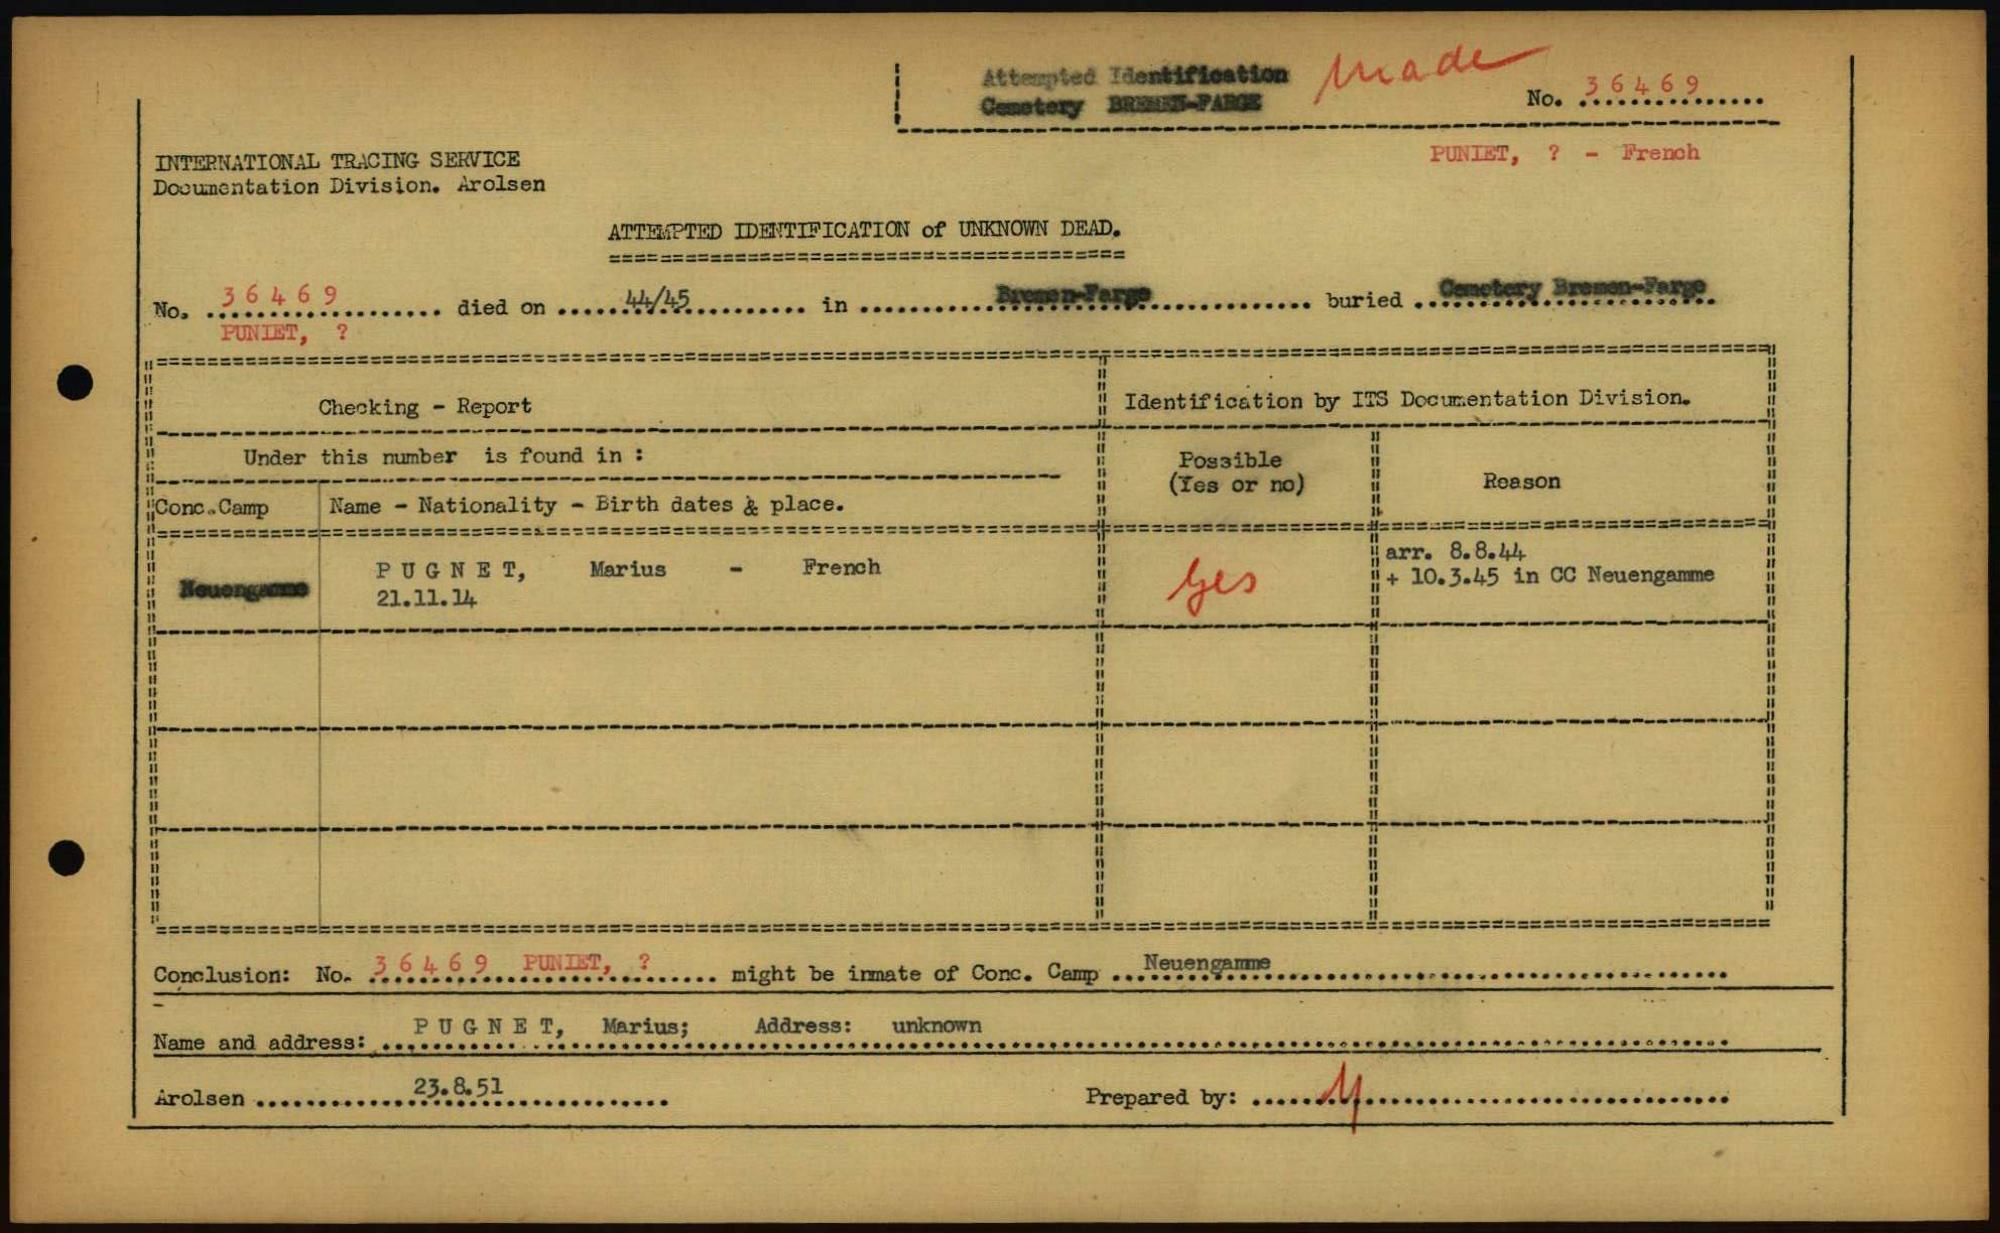 Attempted Identification made
Cemetery BREMEN-FARGE No. 36469
PUNIET, ? - French
INTERNATIONAL TRACING SERVICE
Documentation Division. Arolsen
ATTEMPTED IDENTIFICATION of UNKNOWN DEAD.
No. 36469 died on 44/45 in Bremen-Farge buried Cemetery Bremen-Farge
PUNIET, ?
Checking - Report Identification by ITS Documentation Division.
Under this number is found in :
Possible
(Yes or no) Reason
Conc.Camp Name - Nationality - Birth dates & place.
Neuengamme PUGNET, Marius - French
21.11.14
yes
arr. 8.8.44
+ 10.3.45 in CC Neuengamme
Conclusion: No. 36469 PUNIET, ? might be inmate of Conc. Camp Neuengamme
Name and address: PUGNET, Marius; Address: unknown
Arolsen 23.8.51 Prepared by: